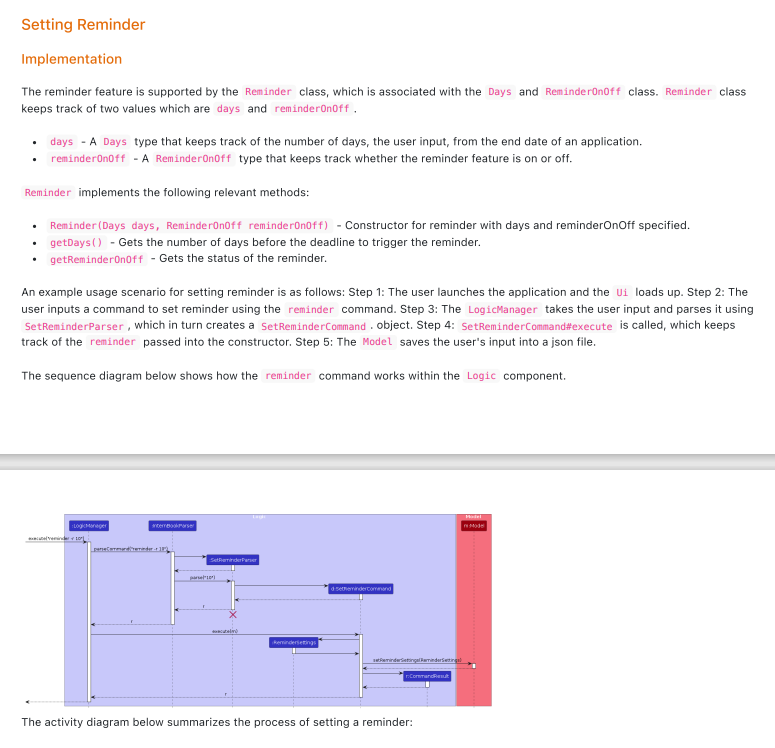 Setting Reminder
Implementation
The reminder feature is supported by the Reminder class, which is associated with the Days and ReminderOnOff class. Reminder class
keeps track of two values which are days and reminderOnOff .
• days - A Days type that keeps track of the number of days, the user input, from the end date of an application.
• reminderOnOff - A ReminderOnOff type that keeps track whether the reminder feature is on or off.
Reminder implements the following relevant methods:
• Reminder(Days days, ReminderOnOff reminderOnOff) - Constructor for reminder with days and reminderOnOff specified.
• getDays() - Gets the number of days before the deadline to trigger the reminder.
• getReminderOnOff - Gets the status of the reminder.
An example usage scenario for setting reminder is as follows: Step 1: The user launches the application and the Ui loads up. Step 2: The
user inputs a command to set reminder using the reminder command. Step 3: The LogicManager takes the user input and parses it using
SetReminderParser , which in turn creates a SetReminderCommand . object. Step 4: SetReminderCommand#execute is called, which keeps
track of the reminder passed into the constructor. Step 5: The Model saves the user's input into a json file.
The sequence diagram below shows how the reminder command works within the Logic component.
Logic
Model
:LogicManager
:InternBookParser
m:Model
execute("reminder r 10")
parseCommand("reminder r 10")
:SetReminderParser
parse("10")
d:SetReminderCommand
r
r
execute(m)
:ReminderSettings
setReminderSettings(ReminderSettings)
r:CommandResult
r
The activity diagram below summarizes the process of setting a reminder: